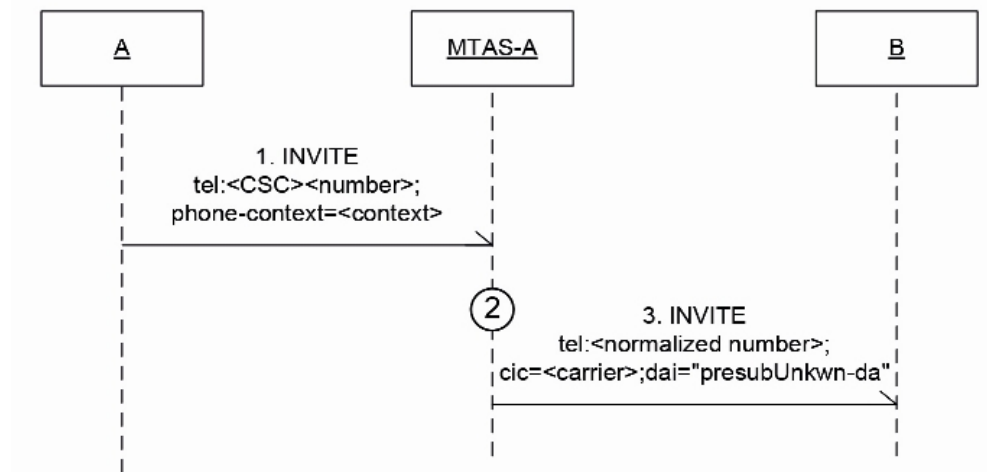 A
MTAS-A
B
1. INVITE
tel:<CSC><number>;
phone-context=<context>
2
3. INVITE
tel:<normalized number>;
cic=<carrier>;dai="presubUnkwn-da"